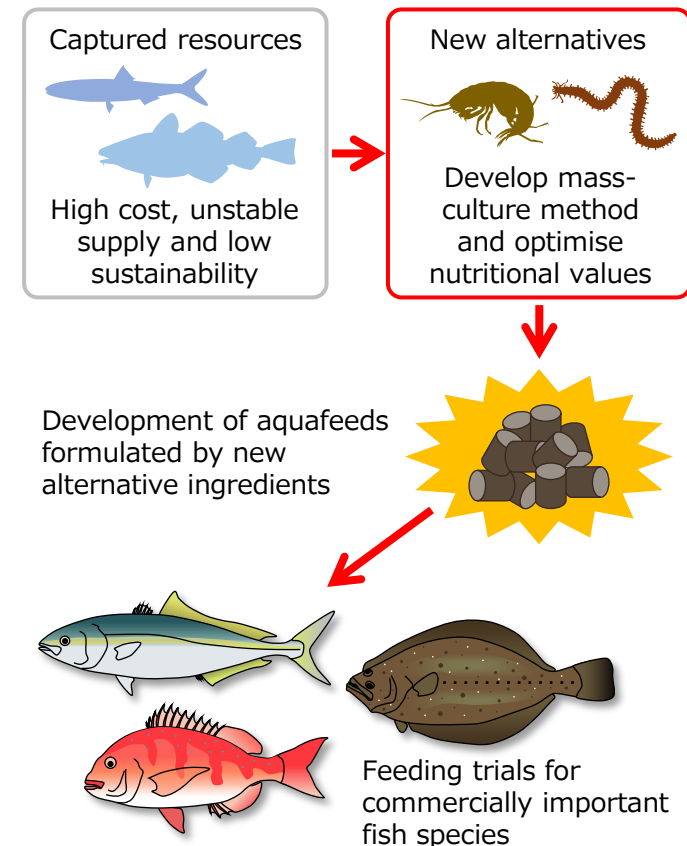 Captured resources
High cost, unstable
supply and low
sustainability
New alternatives
Develop mass-
culture method
and optimise
nutritional values
Development of aquafeeds
formulated by new
alternative ingredients
Feeding trials for
commercially important
fish species